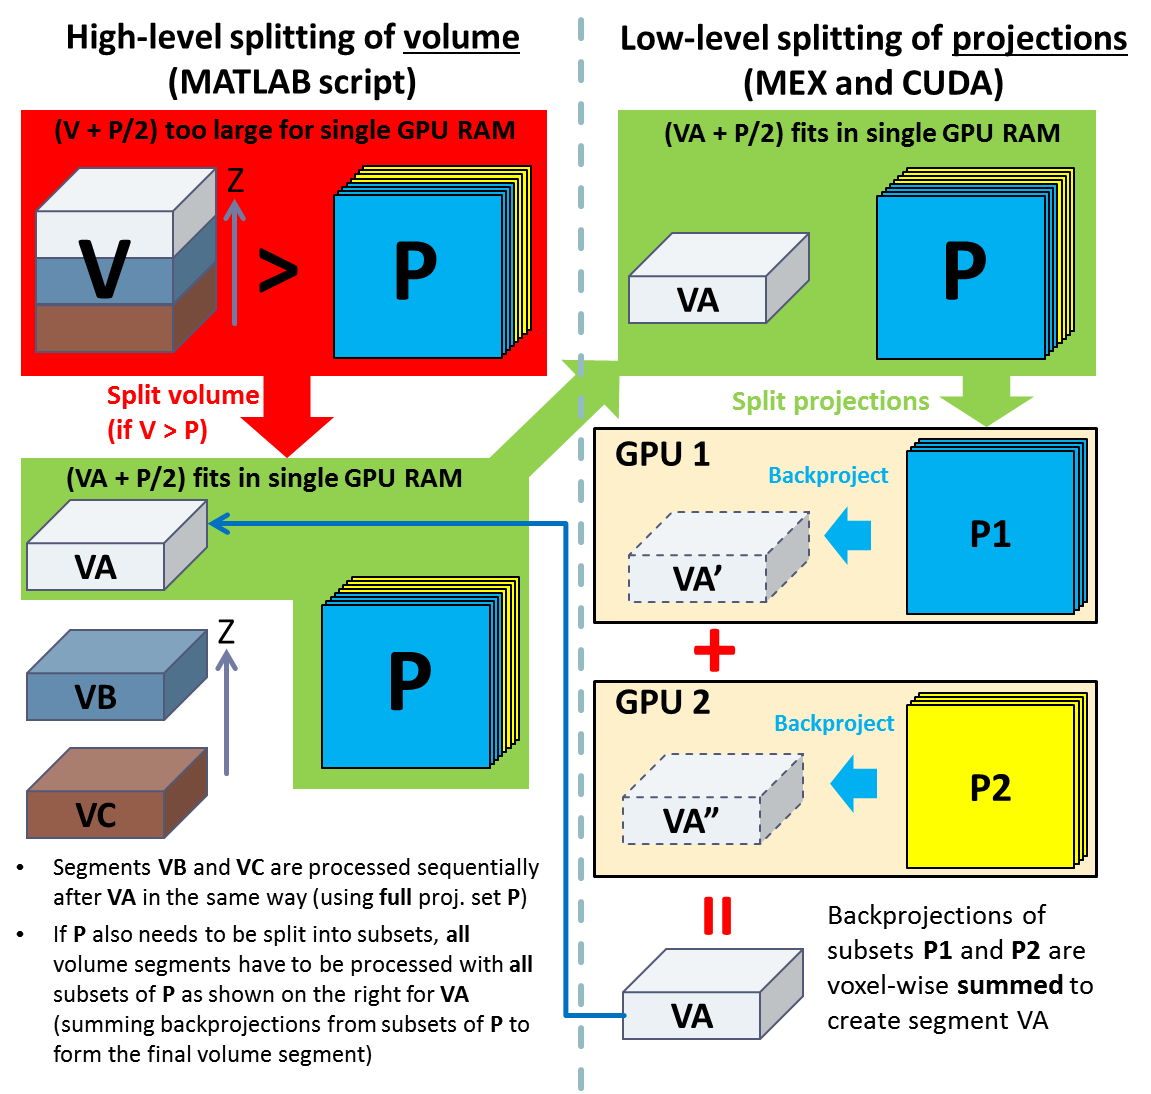 High-level splitting of volume
(MATLAB script)
(V + P/2) too large for single GPU RAM
Z
V
>
P
Split volume
(if V > P)
(VA + P/2) fits in single GPU RAM
VA
P
Z
VB
VC
• Segments VB and VC are processed sequentially
after VA in the same way (using full proj. set P)
• If P also needs to be split into subsets, all
volume segments have to be processed with all
subsets of P as shown on the right for VA
(summing backprojections from subsets of P to
form the final volume segment)
Low-level splitting of projections
(MEX and CUDA)
(VA + P/2) fits in single GPU RAM
VA
P
Split projections
GPU 1
Backproject
VA’
P1
+
GPU 2
Backproject
VA”
P2
=
VA
Backprojections of
subsets P1 and P2 are
voxel-wise summed to
create segment VA